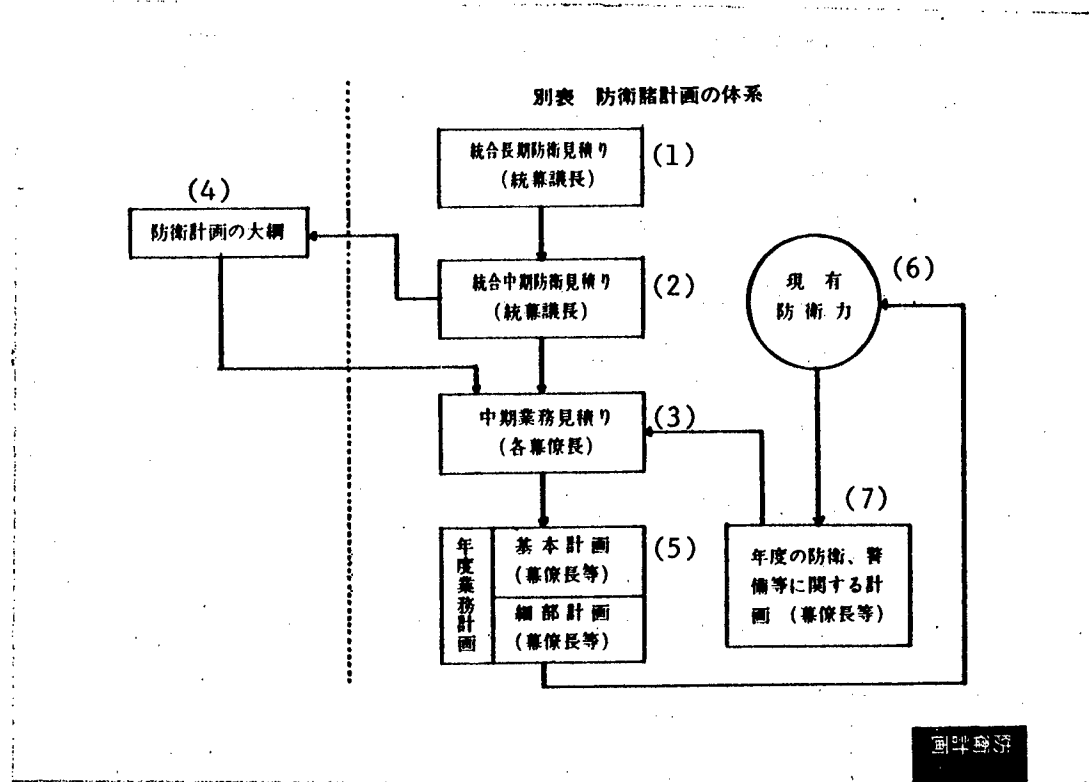 別表 防衛諸計画の体系
統合長期防衛見積り
(統幕議長)
(1)
(4)
防衛計画の大綱
統合中期防衛見積り
(統幕議長)
(2)
現有
防衛力
(6)
中期業務見積り
(各幕僚長)
(3)
年度業務計画
基本計画
(幕僚長等)
(5)
細部計画
(幕僚長等)
(7)
年度の防衛、警
備等に関する計
画 (幕僚長等)
防衛計画